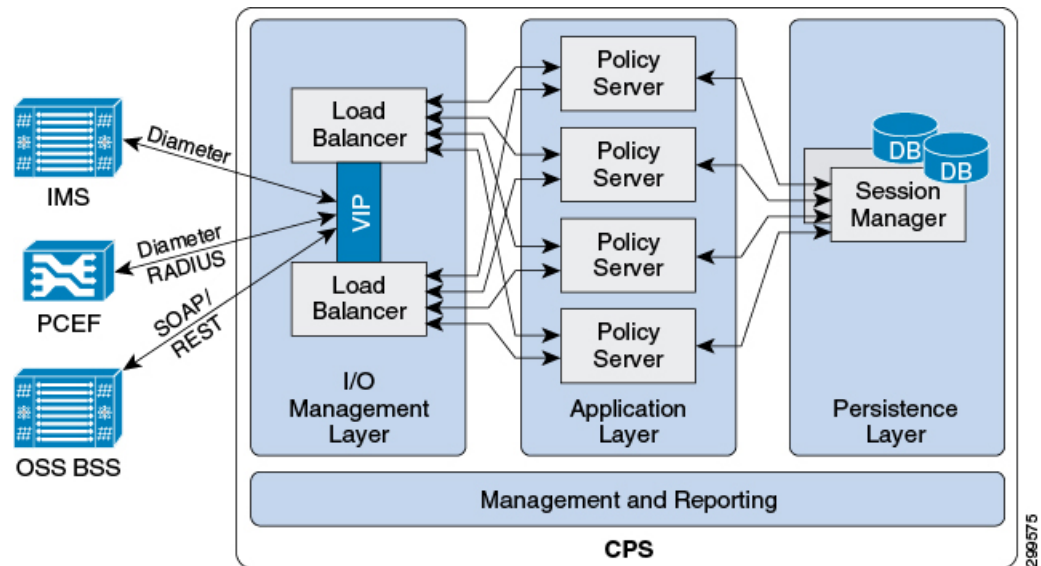 IMS
PCEF
OSS BSS
Diameter
Diameter
RADIUS
SOAP/
REST
Load
Balancer
VIP
Load
Balancer
I/O
Management
Layer
Policy
Server
Policy
Server
Policy
Server
Policy
Server
Application
Layer
DB
DB
Session
Manager
Persistence
Layer
Management and Reporting
CPS
299575